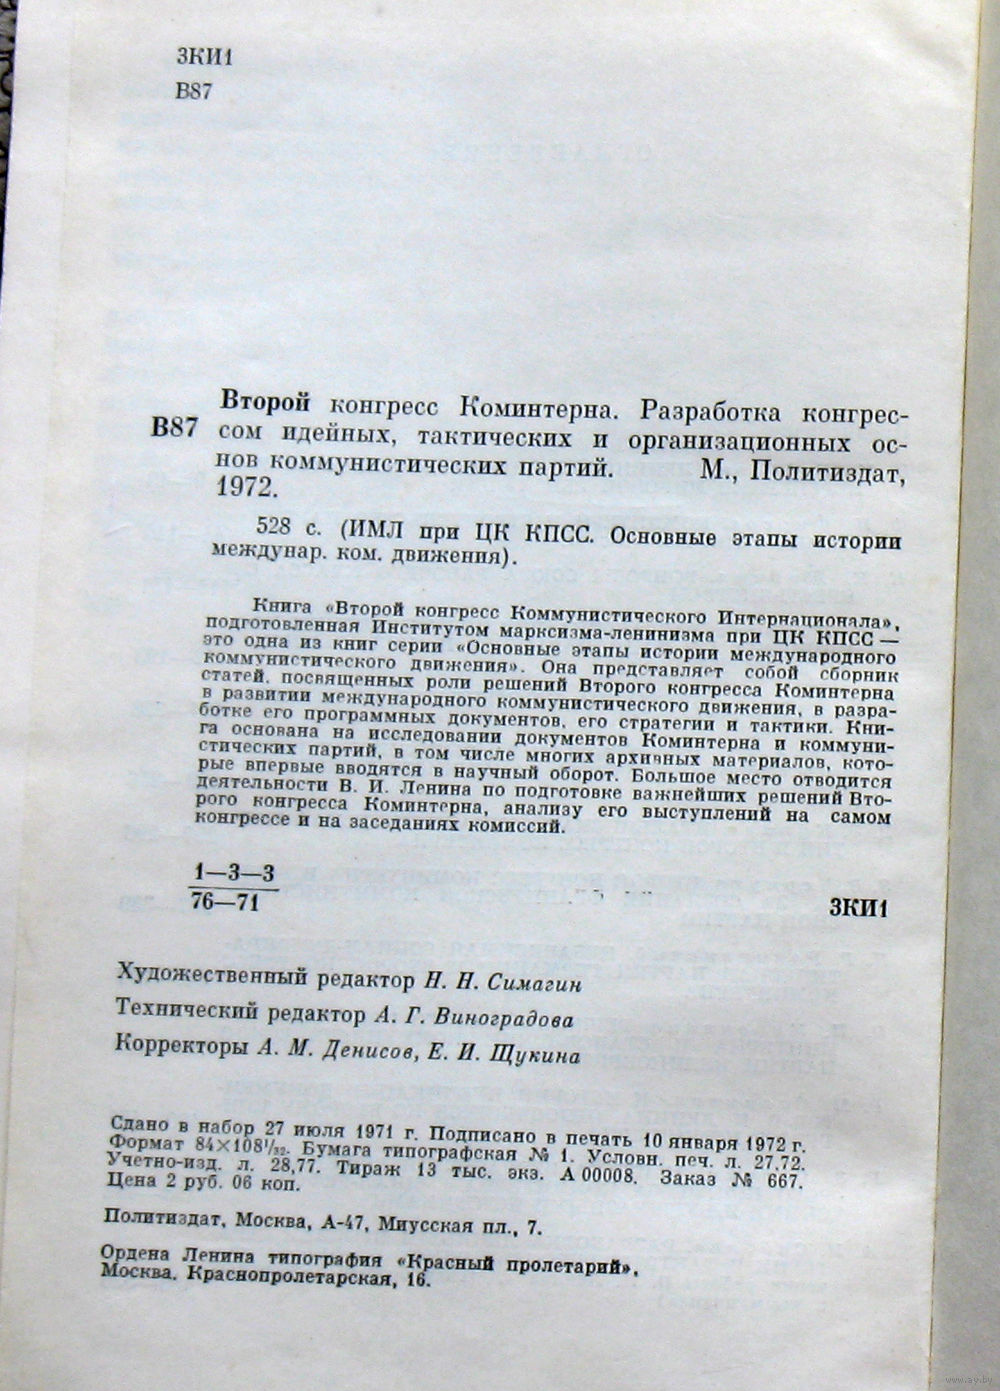 ЗКИ1
В87
Второй конгресс Коминтерна. Разработка конгрес-
В87 сом идейных, тактических и организационных ос-
нов коммунистических партий. М., Политиздат,
1972.
528 с. (ИМЛ при ЦК КПСС. Основные этапы истории
междунар. ком. движения).
Книга «Второй конгресс Коммунистического Интернационала»,
подготовленная Институтом марксизма-ленинизма при ЦК КПСС —
это одна из книг серии «Основные этапы истории международного
коммунистического движения». Она представляет собой сборник
статей, посвященных роли решений Второго конгресса Коминтерна
в развитии международного коммунистического движения, в разра-
ботке его программных документов, его стратегии и тактики. Кни-
га основана на исследовании документов Коминтерна и коммуни-
стических партий, в том числе многих архивных материалов, кото-
рые впервые вводятся в научный оборот. Большое место отводится
деятельности В. И. Ленина по подготовке важнейших решений Вто-
рого конгресса Коминтерна, анализу его выступлений на самом
конгрессе и на заседаниях комиссий.
1—3—3
76—71
ЗКИ1
Художественный редактор Н. Н. Симагин
Технический редактор А. Г. Виноградова
Корректоры А. М. Денисов, Е. И. Щукина
Сдано в набор 27 июля 1971 г. Подписано в печать 10 января 1972 г.
Формат 84×108 1/32. Бумага типографская № 1. Условн. печ. л. 27,72.
Учетно-изд. л. 28,77. Тираж 13 тыс. экз. А 00008. Заказ № 667.
Цена 2 руб. 06 коп.
Политиздат, Москва, А-47, Миусская пл., 7.
Ордена Ленина типография «Красный пролетарий».
Москва, Краснопролетарская, 16.
www.ay.by